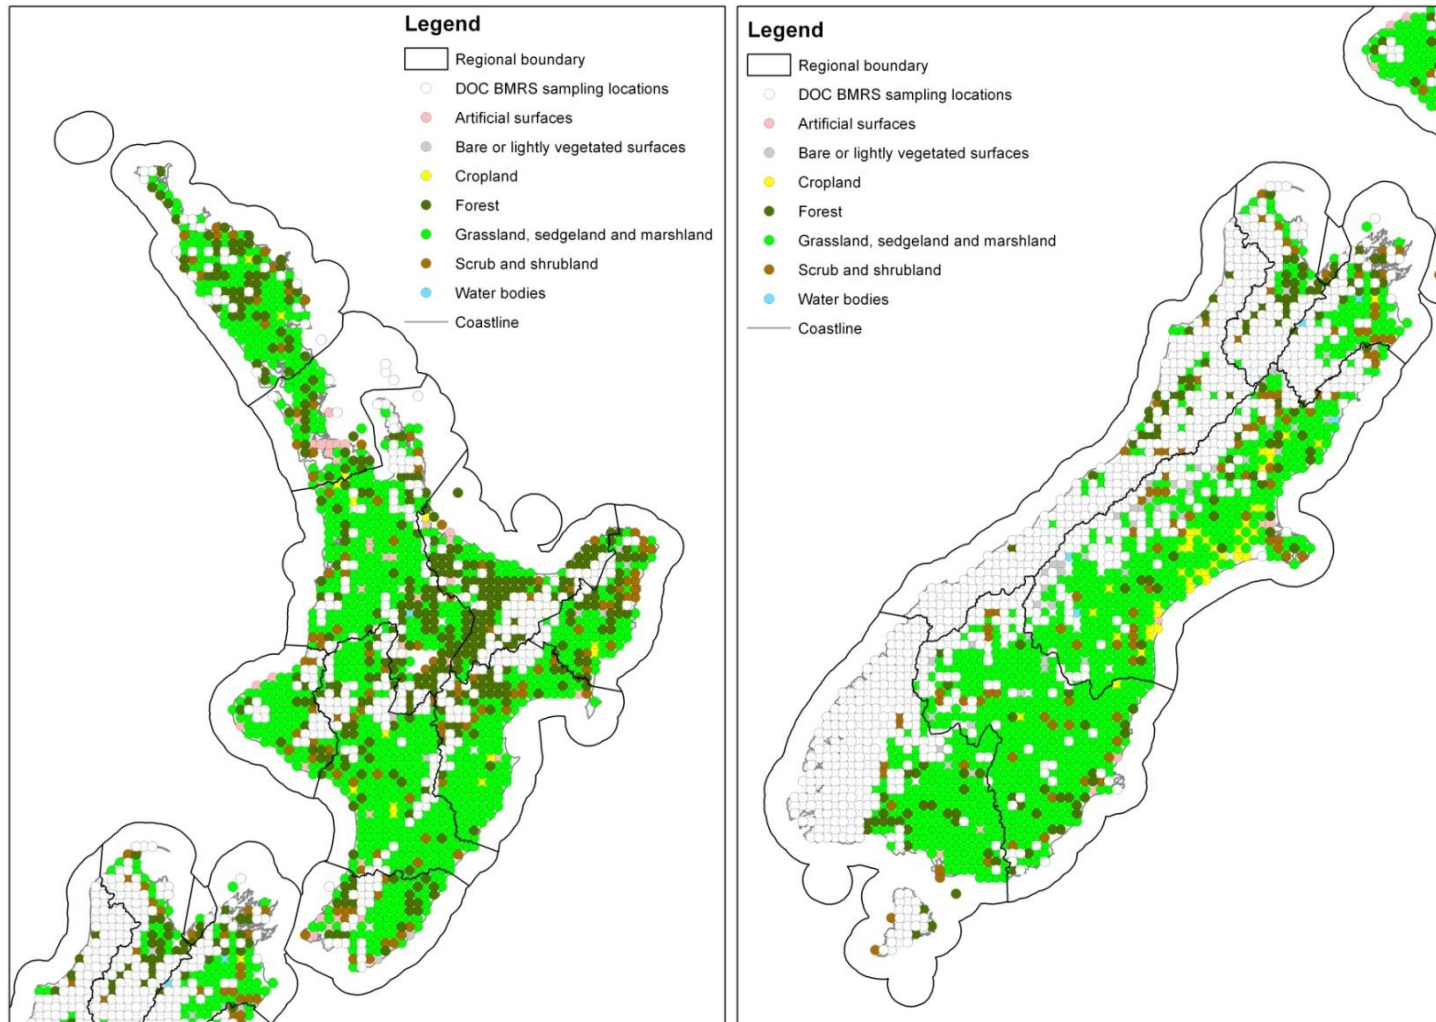 Legend
Regional boundary
DOC BMRS sampling locations
Artificial surfaces
Bare or lightly vegetated surfaces
Cropland
Forest
Grassland, sedgeland and marshland
Scrub and shrubland
Water bodies
Coastline
Legend
Regional boundary
DOC BMRS sampling locations
Artificial surfaces
Bare or lightly vegetated surfaces
Cropland
Forest
Grassland, sedgeland and marshland
Scrub and shrubland
Water bodies
Coastline